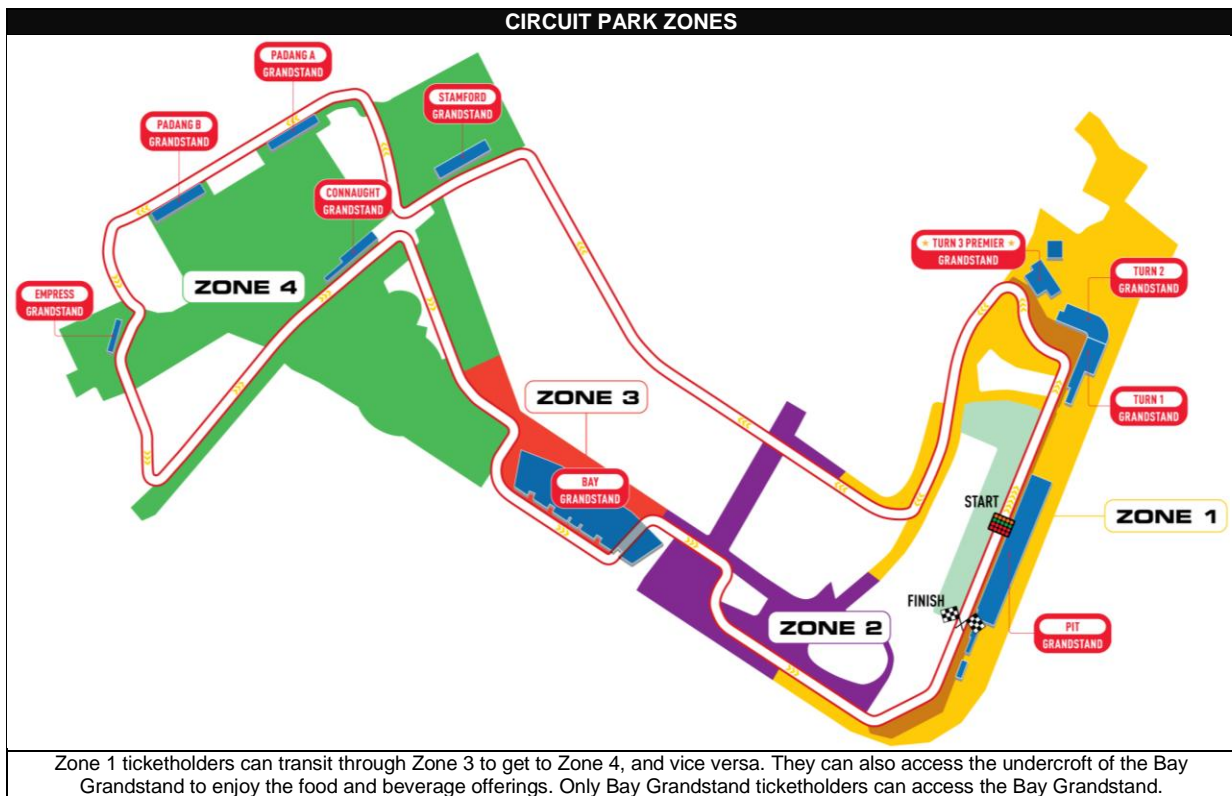 CIRCUIT PARK ZONES
PADANG A
GRANDSTAND
STAMFORD
GRANDSTAND
PADANG B
GRANDSTAND
CONNAUGHT
GRANDSTAND
TURN 3 PREMIER
GRANDSTAND
TURN 2
GRANDSTAND
ZONE 4
EMPRESS
GRANDSTAND
TURN 1
GRANDSTAND
ZONE 3
BAY
GRANDSTAND
START
ZONE 1
FINISH
ZONE 2
PIT
GRANDSTAND
Zone 1 ticketholders can transit through Zone 3 to get to Zone 4, and vice versa. They can also access the undercroft of the Bay
Grandstand to enjoy the food and beverage offerings. Only Bay Grandstand ticketholders can access the Bay Grandstand.